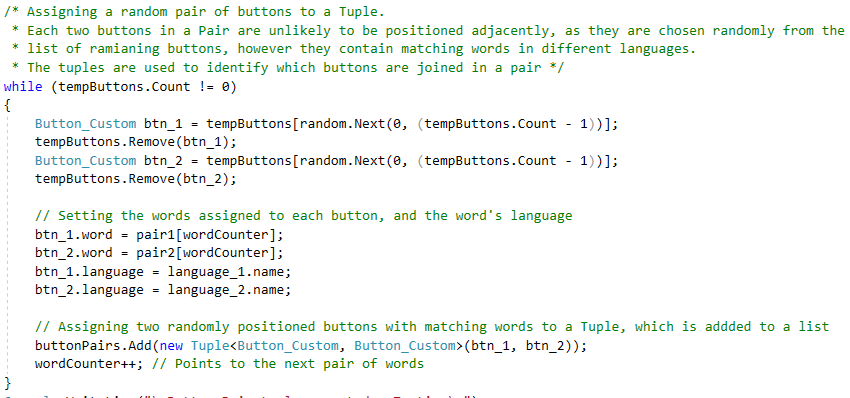 /* Assigning a random pair of buttons to a Tuple.
* Each two buttons in a Pair are unlikely to be positioned adjacently, as they are chosen randomly from the
* list of ramianing buttons, however they contain matching words in different languages.
* The tuples are used to identify which buttons are joined in a pair */
while (tempButtons.Count != 0)
{
Button_Custom btn_1 = tempButtons[random.Next(0, (tempButtons.Count - 1))];
tempButtons.Remove(btn_1);
Button_Custom btn_2 = tempButtons[random.Next(0, (tempButtons.Count - 1))];
tempButtons.Remove(btn_2);
// Setting the words assigned to each button, and the word's language
btn_1.word = pair1[wordCounter];
btn_2.word = pair2[wordCounter];
btn_1.language = language_1.name;
btn_2.language = language_2.name;
// Assigning two randomly positioned buttons with matching words to a Tuple, which is addded to a list
buttonPairs.Add(new Tuple<Button_Custom, Button_Custom>(btn_1, btn_2));
wordCounter++; // Points to the next pair of words
}